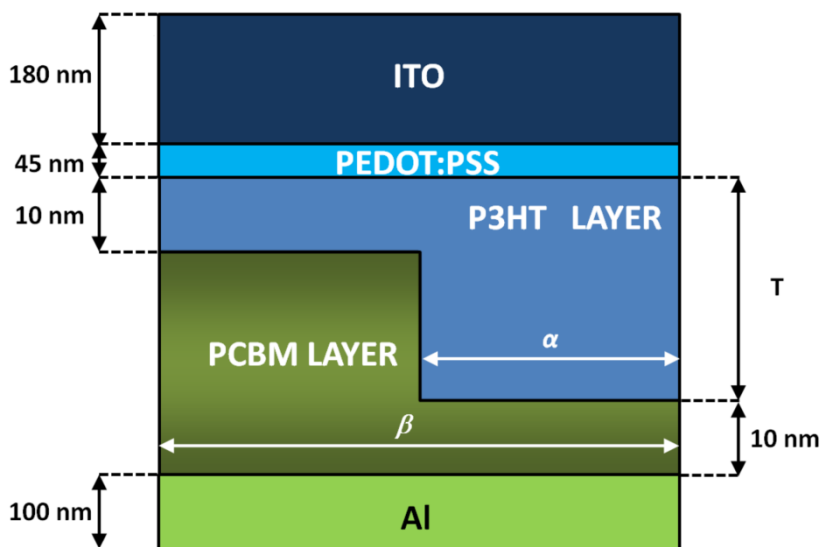 180 nm
ITO
45 nm
PEDOT:PSS
10 nm
P3HT LAYER
T
PCBM LAYER
α
β
10 nm
100 nm
Al